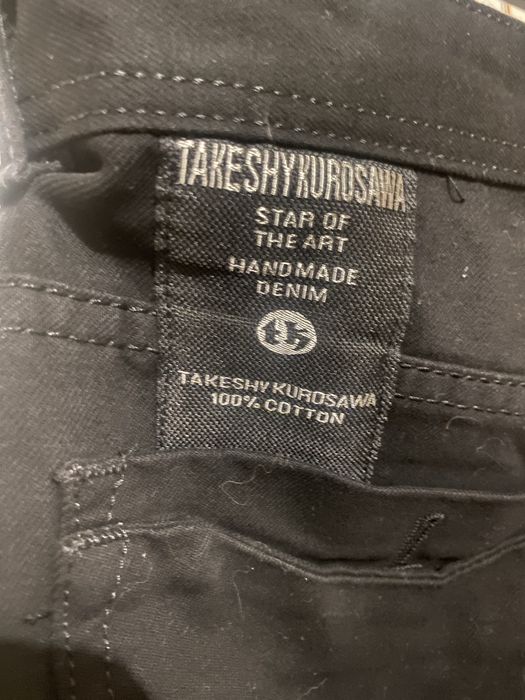 TAKESHYKUROSAWA
STAR OF
THE ART
HANDMADE
DENIM
TAKESHY KUROSAWA
100% COTTON